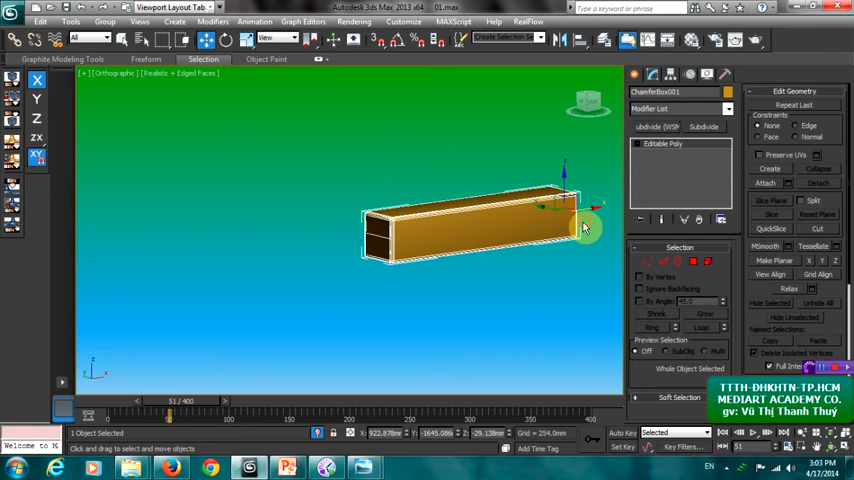 Viewport Layout Tab
Autodesk 3ds Max 2013 x64
01.max
Type a keyword or phrase
Edit Tools Group Views Create Modifiers Animation Graph Editors Rendering Customize MAXScript Help RealFlow
All
View
Create Selection Se
Graphite Modeling Tools Freeform Selection Object Paint
[ + ] [Orthographic ] [Realistic + Edged Faces ]
X
Y
Z
ZX
XY
ChamferBox001
Modifier List
ubdivide (WSM Subdivide
Editable Poly
Selection
By Vertex
Ignore Backfacing
By Angle: 45.0
Shrink Grow
Ring Loop
Preview Selection
Off SubObj Multi
Whole Object Selected
Soft Selection
Edit Geometry
Repeat Last
Constraints
None Edge
Face Normal
Preserve UVs
Create Collapse
Attach Detach
Slice Plane Split
Slice Reset Plane
QuickSlice Cut
MSmooth Tessellate
Make Planar X Y Z
View Align Grid Align
Relax
Hide Selected Unhide All
Hide Unselected
Named Selections:
Copy Paste
Delete Isolated Vertices
Full Inter
TTTH-ĐHKHTN-TP.HCM
MEDIART ACADEMY CO.
gv: Vũ Thị Thanh Thuý
51 / 400
0 50 100 150 200 250 300 350 400
1 Object Selected
X: 922.878mm Y: -1645.086m Z: -29.138mm Grid = 254.0mm
Auto Key Selected
Set Key Key Filters...
51
Welcome to M
Click and drag to select and move objects
Add Time Tag
EN
3:03 PM
4/17/2014